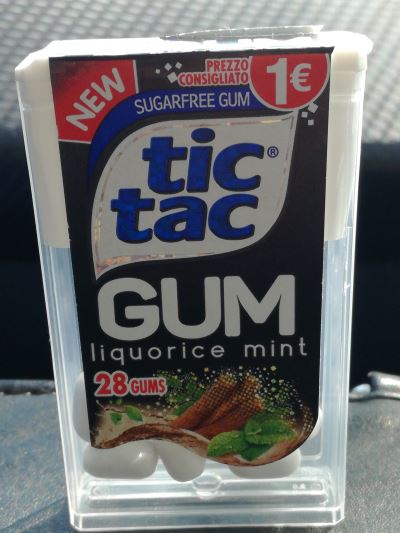 NEW
PREZZO
CONSIGLIATO
1€
SUGARFREE GUM
tic®
tac
GUM
liquorice mint
28 GUMS